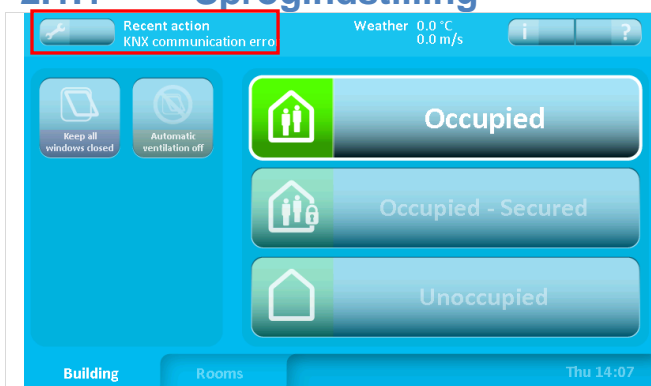 Recent action
KNX communication erro
Weather 0.0 °C
0.0 m/s
i ?
Keep all
windows closed
Automatic
ventilation off
Occupied
Occupied - Secured
Unoccupied
Building
Rooms
Thu 14:07